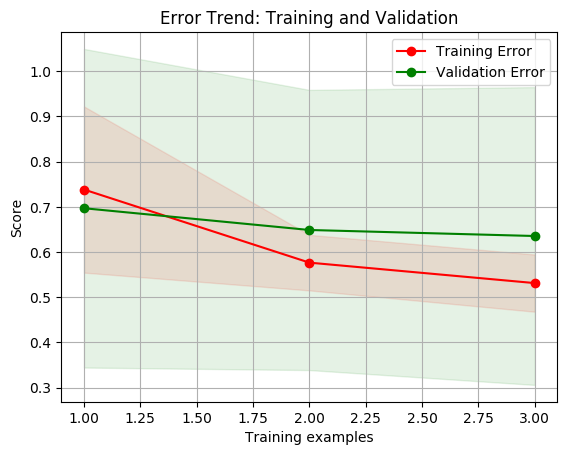 Error Trend: Training and Validation
Training Error
Validation Error
Score
1.0
0.9
0.8
0.7
0.6
0.5
0.4
0.3
1.00 1.25 1.50 1.75 2.00 2.25 2.50 2.75 3.00
Training examples